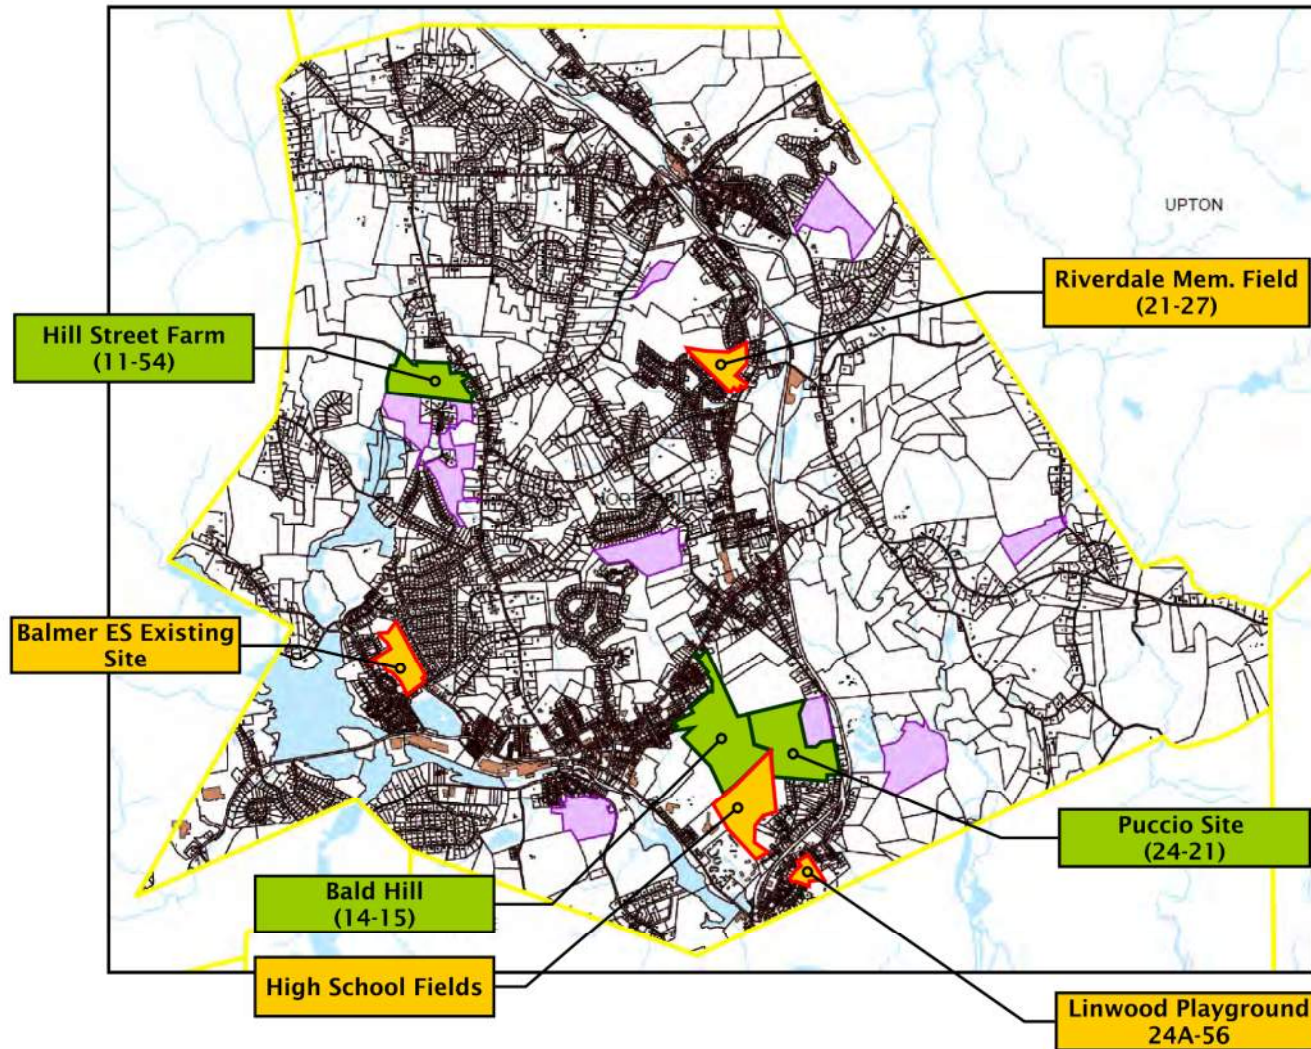 UPTON
Riverdale Mem. Field
(21-27)
Hill Street Farm
(11-54)
Balmer ES Existing
Site
Puccio Site
(24-21)
Bald Hill
(14-15)
High School Fields
Linwood Playground
24A-56